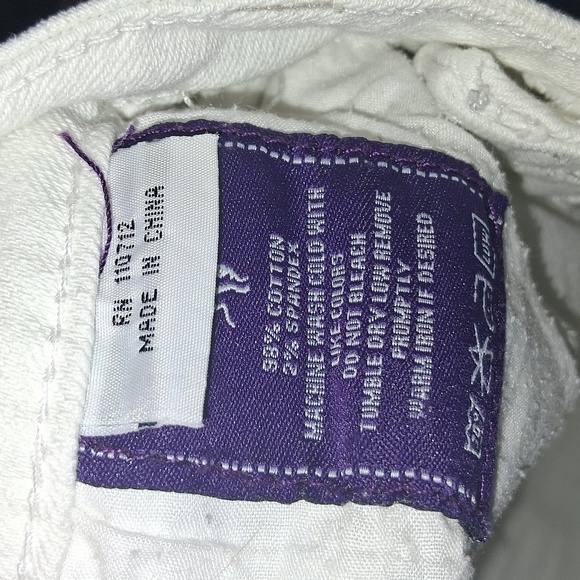 RN 110712
MADE IN CHINA
98% COTTON
2% SPANDEX
MACHINE WASH COLD WITH
LIKE COLORS
DO NOT BLEACH
TUMBLE DRY LOW REMOVE
PROMPTLY
WARM IRON IF DESIRED